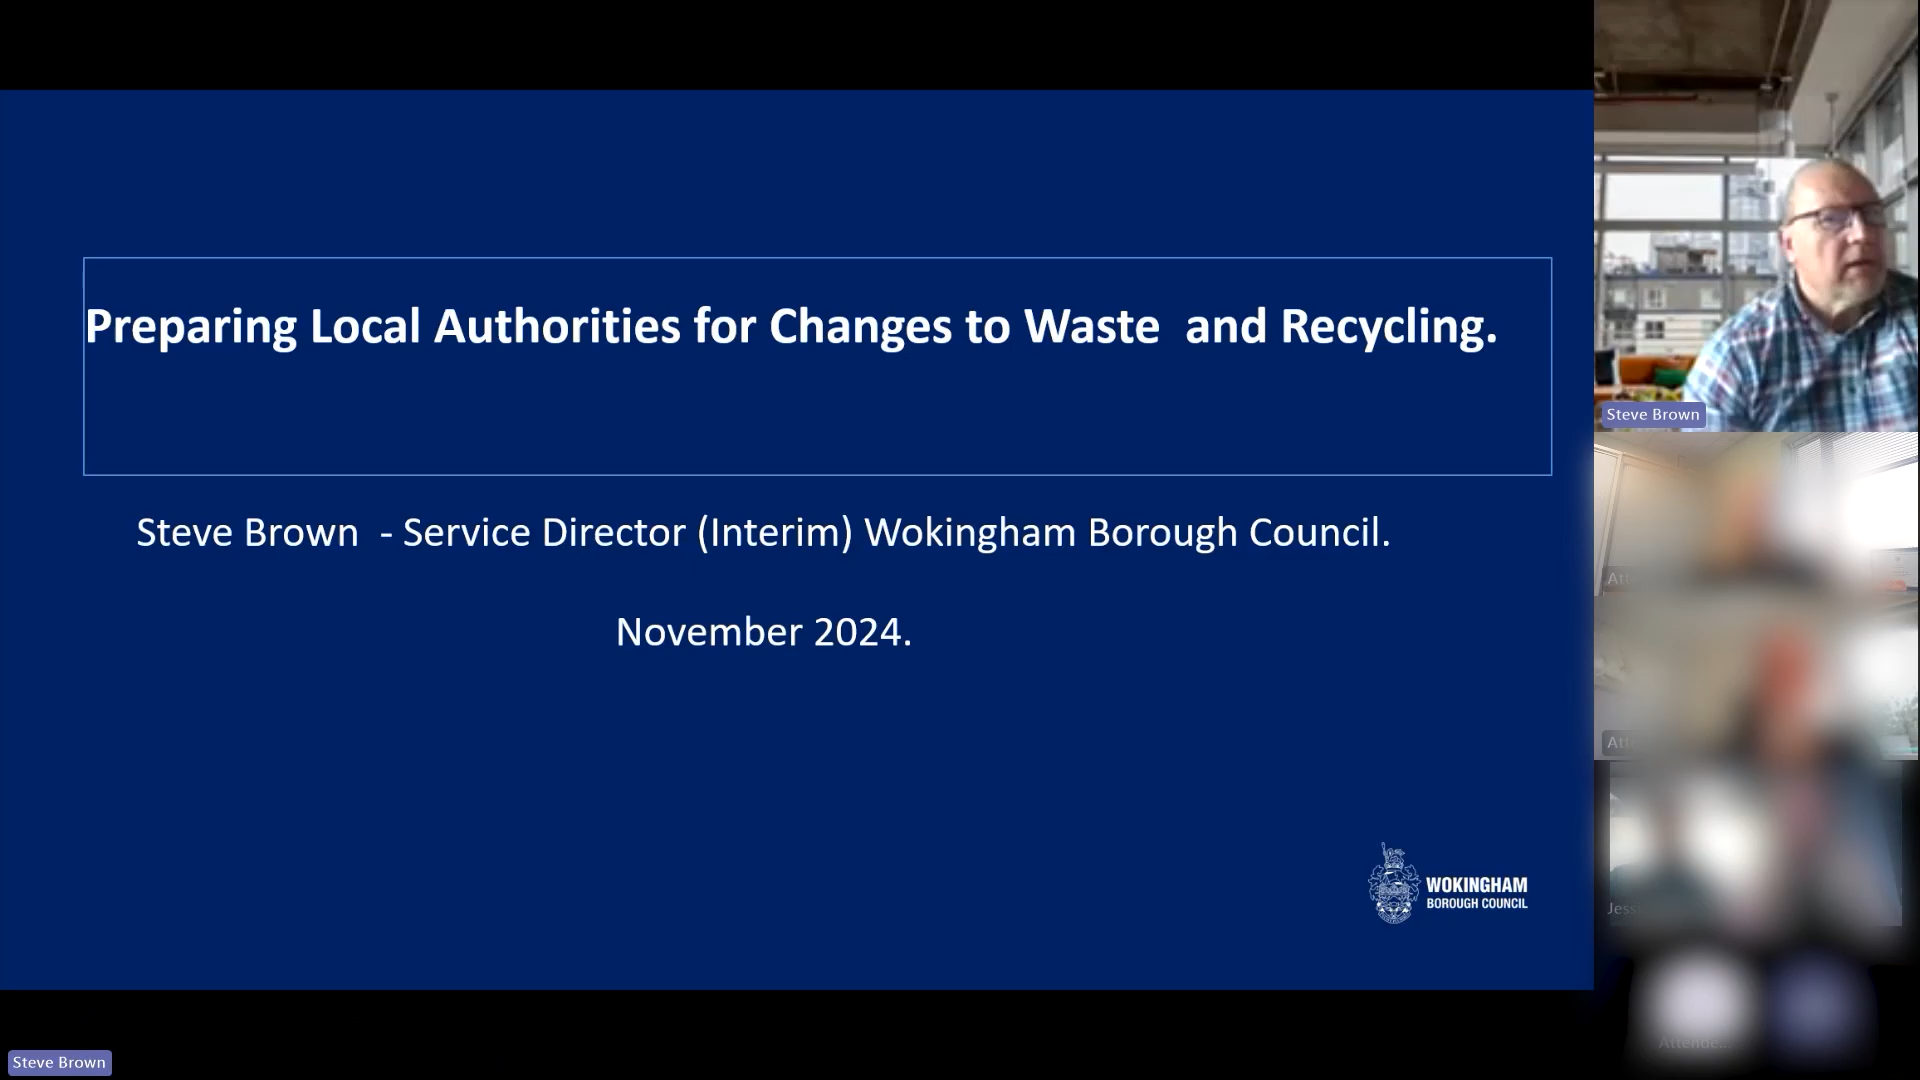 Preparing Local Authorities for Changes to Waste  and Recycling.
Steve Brown  - Service Director (Interim) Wokingham Borough Council.
November 2024.
WOKINGHAM
BOROUGH COUNCIL
Steve Brown
Steve Brown